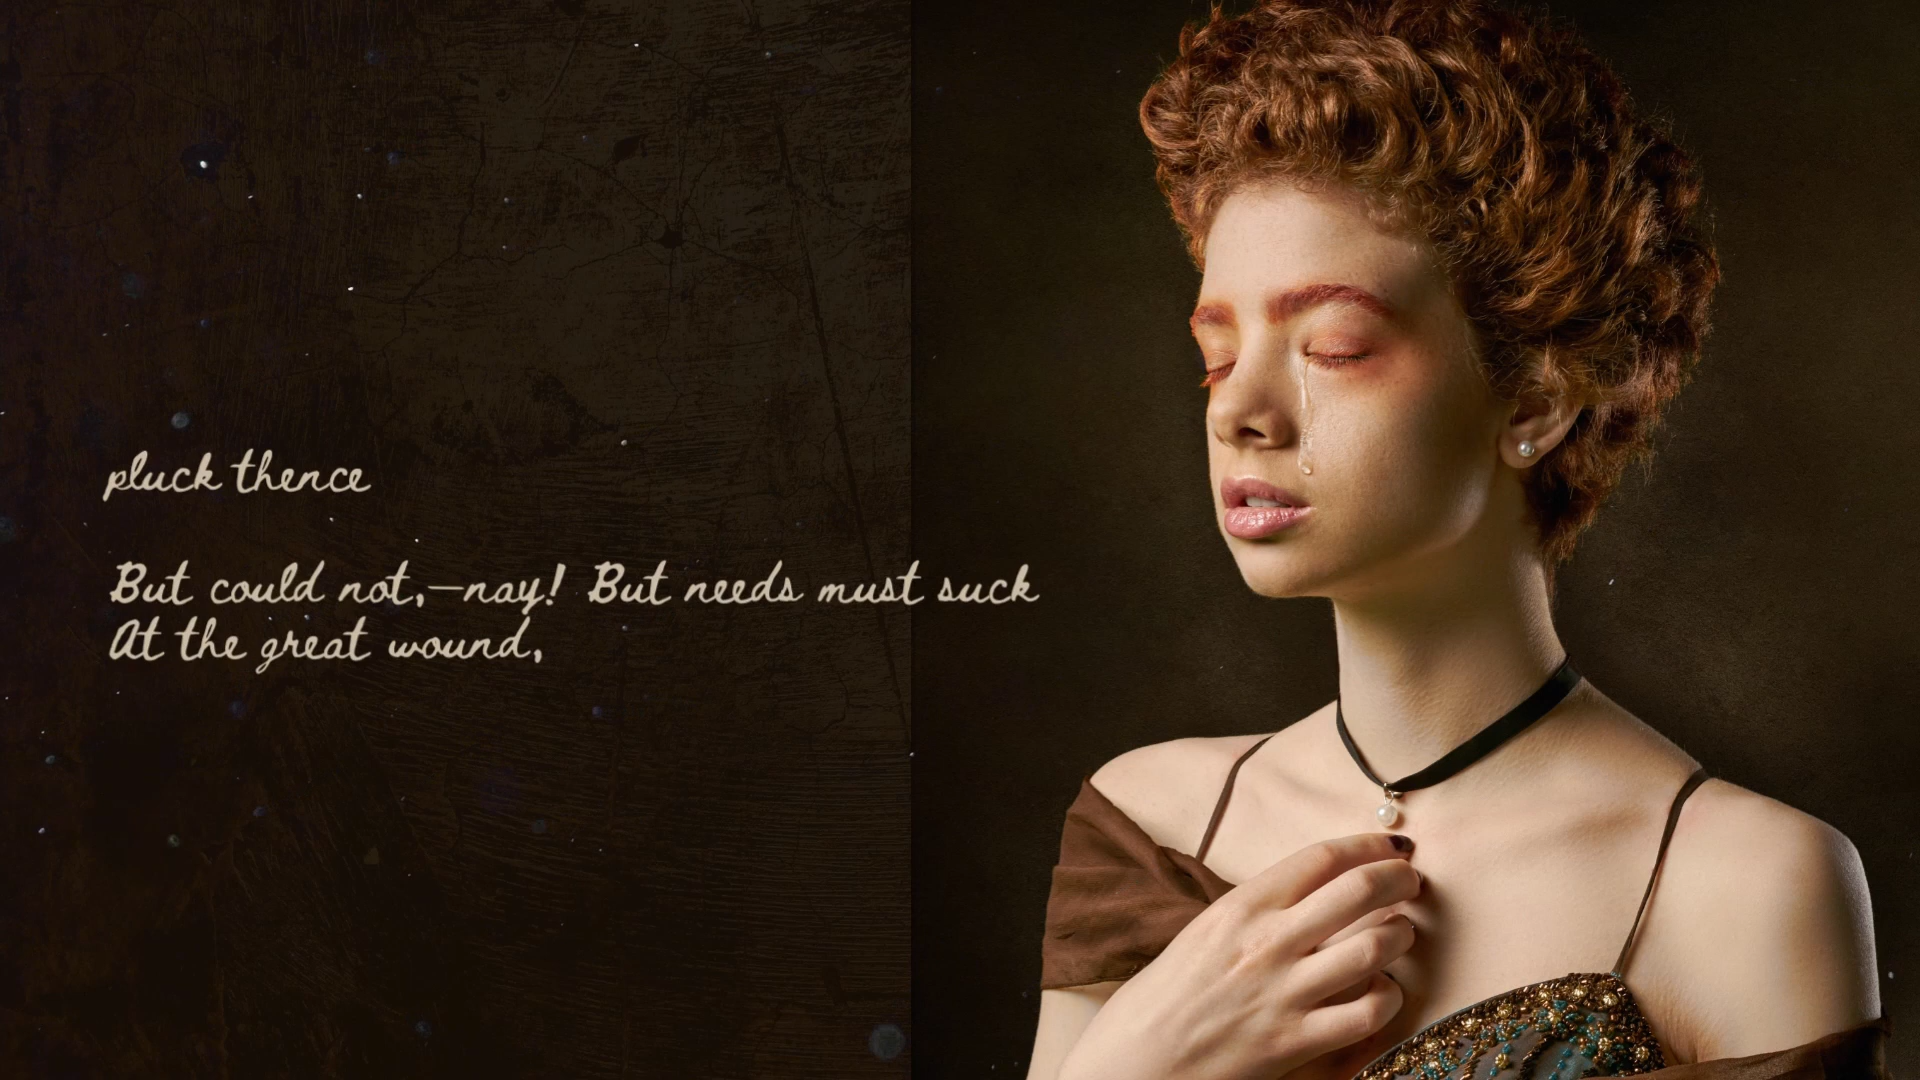 pluck thence
But could not,—nay! But needs must suck
At the great wound,